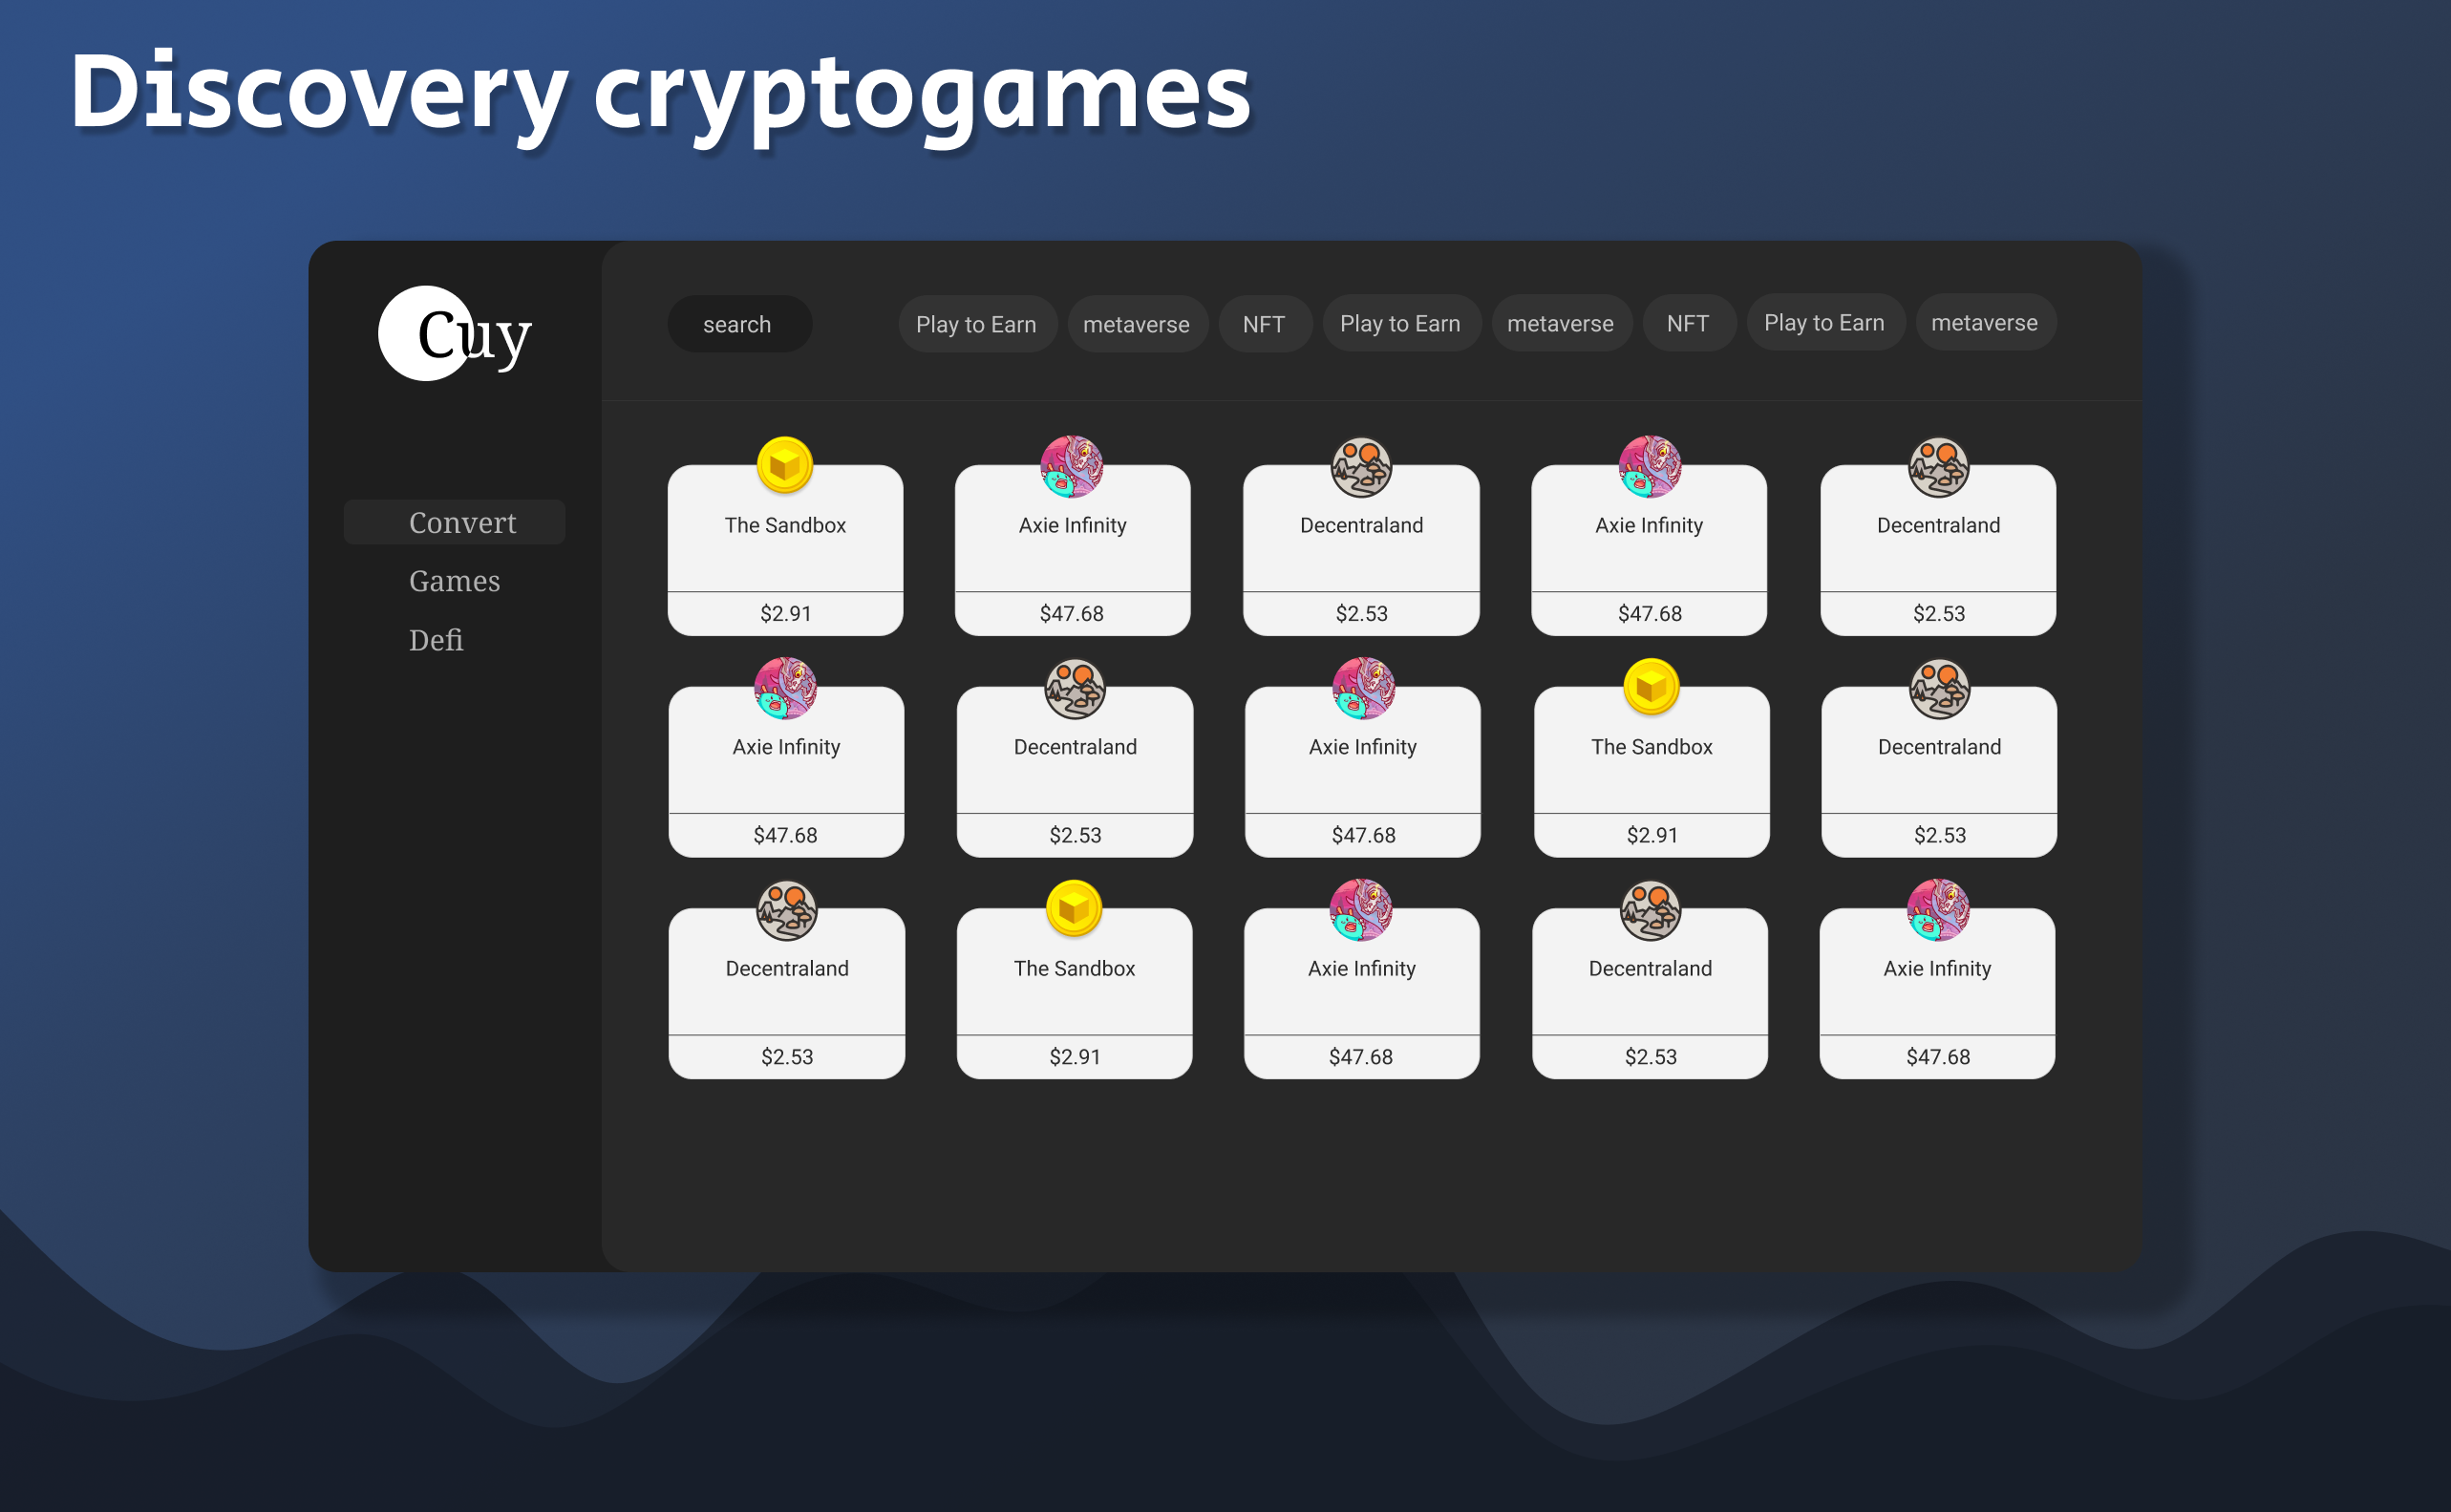 Discovery cryptogames
Cuy
Convert
Games
Defi
search
Play to Earn
metaverse
NFT
Play to Earn
metaverse
NFT
Play to Earn
metaverse
The Sandbox
$2.91
Axie Infinity
$47.68
Decentraland
$2.53
Axie Infinity
$47.68
Decentraland
$2.53
Axie Infinity
$47.68
Decentraland
$2.53
Axie Infinity
$47.68
The Sandbox
$2.91
Decentraland
$2.53
Decentraland
$2.53
The Sandbox
$2.91
Axie Infinity
$47.68
Decentraland
$2.53
Axie Infinity
$47.68